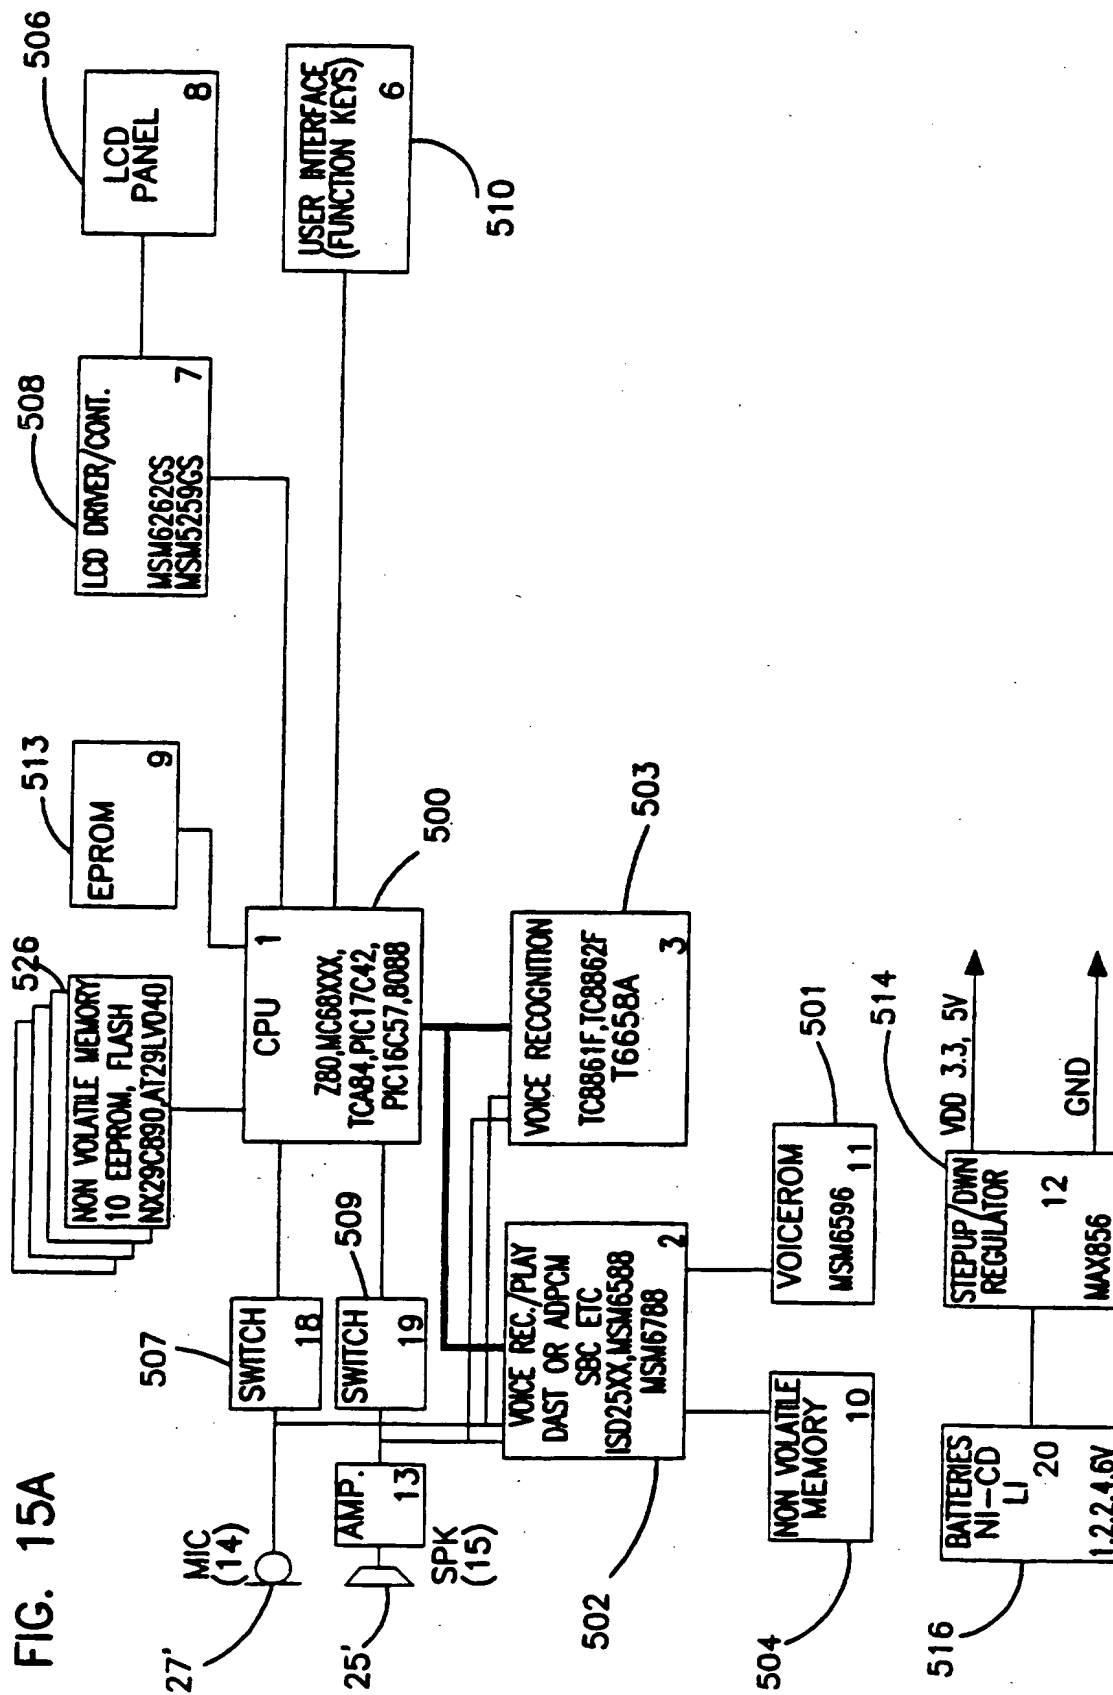 FIG. 15A
506
LCD
PANEL
8
508
LCD DRIVER/CONT.
MSM6262GS
MSM5259GS
7
USER INTERFACE
(FUNCTION KEYS)
6
510
513
EPROM
9
526
NON VOLATILE MEMORY
10 EEPROM, FLASH
NX29C890,AT29LV040
CPU
1
Z80,MC68XXX,
TCA84,PIC17C42,
PIC16C57,8088
500
507
SWITCH
18
509
SWITCH
19
MIC
(14)
27'
AMP.
13
SPK
(15)
25'
VOICE REC./PLAY
DAST OR ADPCM
SBC ETC
ISD25XX,MSM6588
MSM6788
2
502
VOICE RECOGNITION
TC8861F,TC8862F
T6658A
3
503
NON VOLATILE
MEMORY
10
504
VOICEROM
MSM6596
11
501
BATTERIES
NI-CD
LI
20
1.2,2.4,6V
516
STEPUP/DWN
REGULATOR
12
MAX856
514
VDD 3.3, 5V
GND